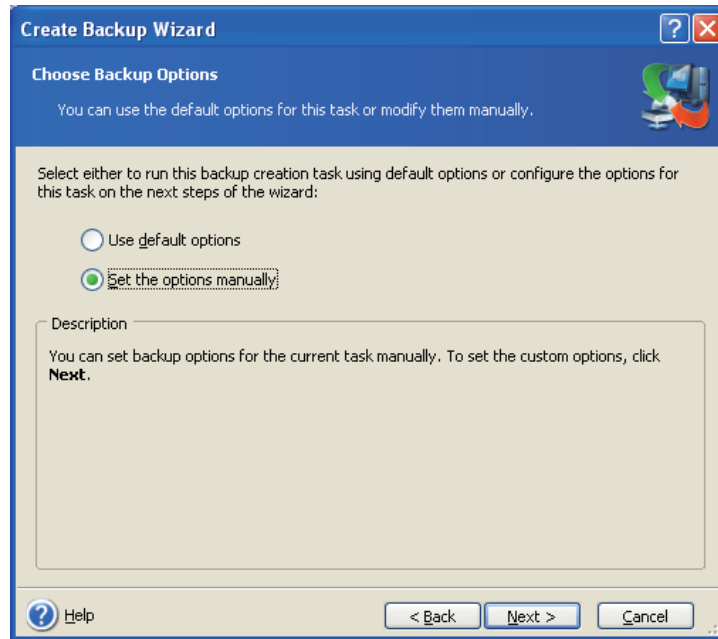 Create Backup Wizard
Choose Backup Options
You can use the default options for this task or modify them manually.
Select either to run this backup creation task using default options or configure the options for
this task on the next steps of the wizard:
Use default options
Set the options manually
Description
You can set backup options for the current task manually. To set the custom options, click
Next.
Help
< Back
Next >
Cancel